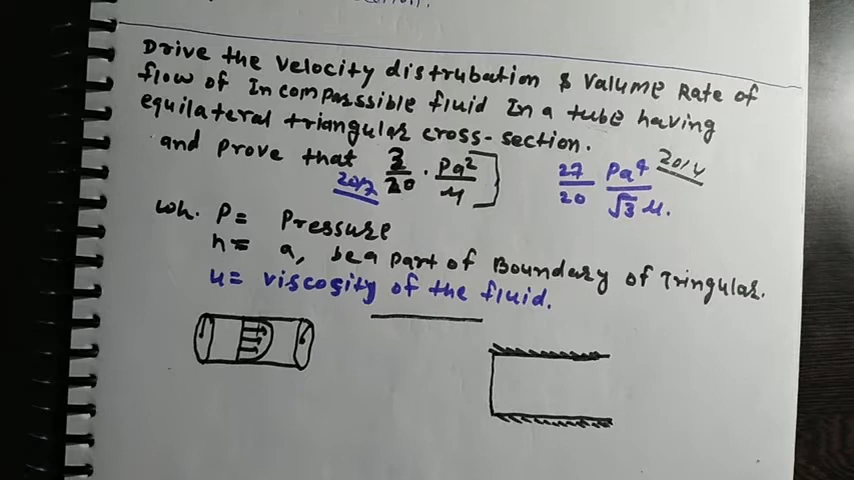 Drive the velocity distrubation & Valume Rate of
flow of Incomparssible fluid In a tube having
equilateral triangular cross-section.
and prove that 3/20 . Pa²/μ ] 27/20 Pa⁴/√3 μ. 2014
2017
wh. P = Pressure
n = a, be a part of Boundary of Tringular.
u = viscosity of the fluid.